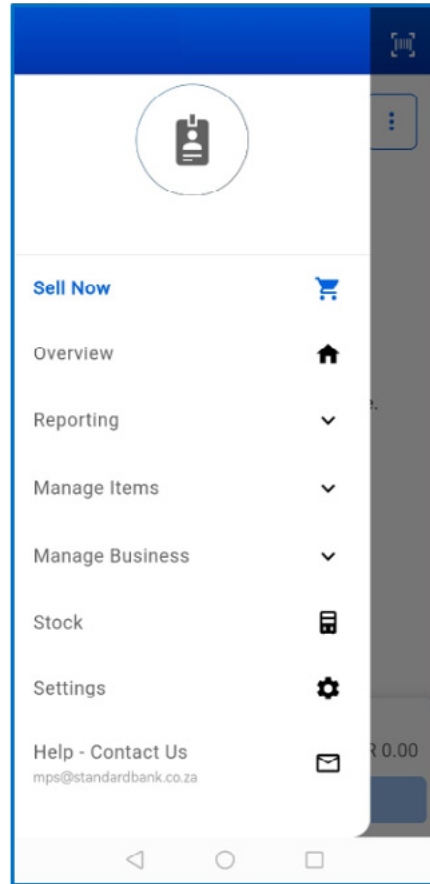 Sell Now
Overview
e.
Reporting
Manage Items
Manage Business
Stock
Settings
Help - Contact Us
R 0.00
mps@standardbank.co.za